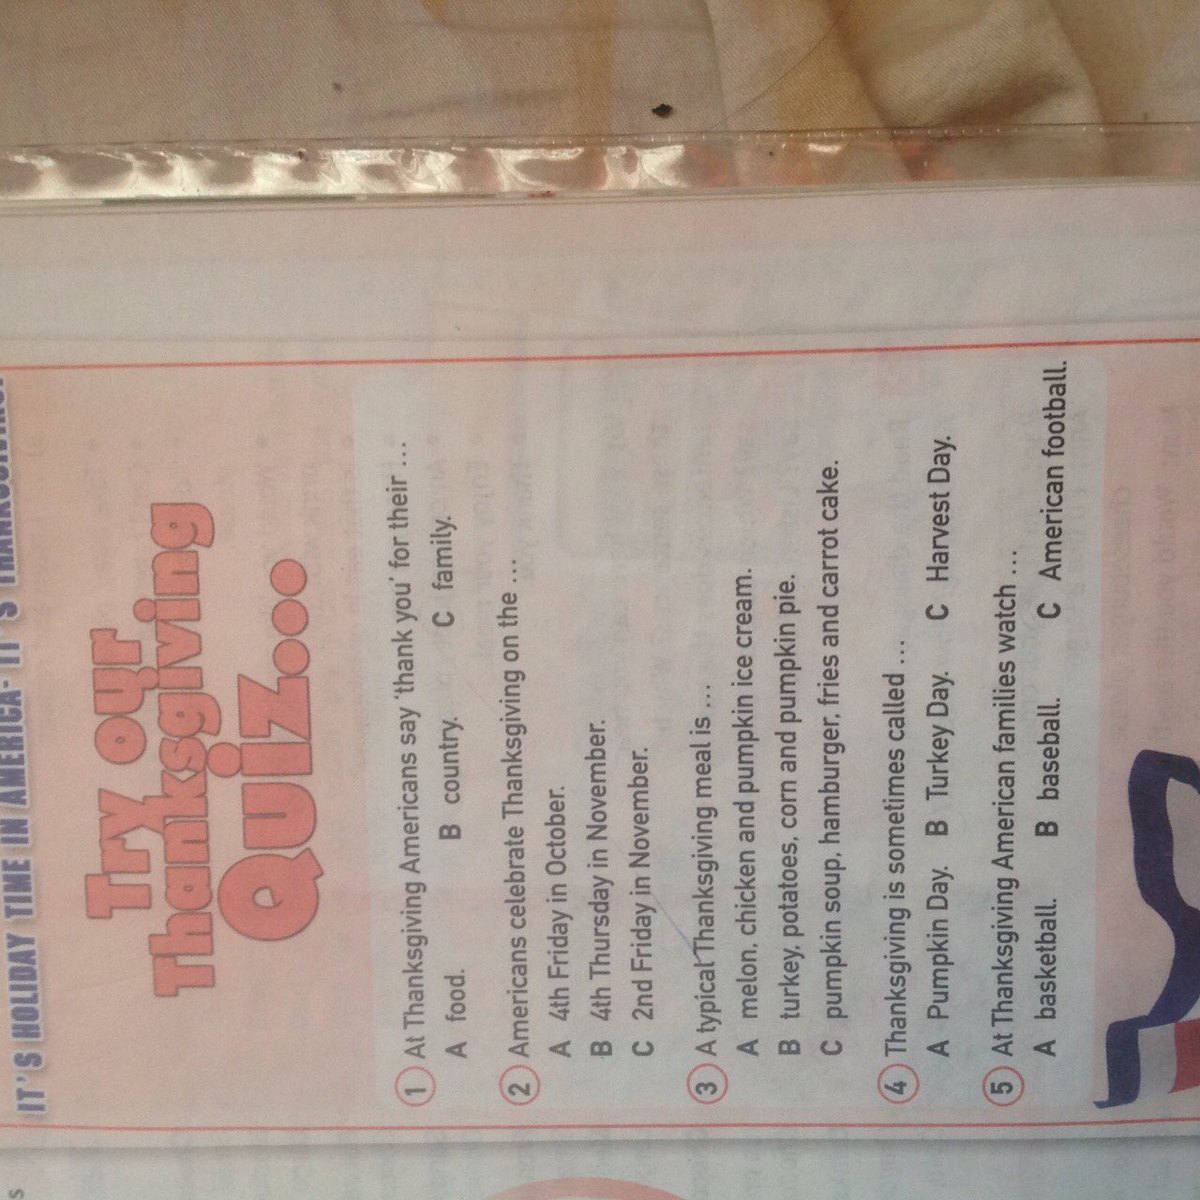 IT'S HOLIDAY TIME IN AMERICA- IT'S THANKSGIVING!
Try our
Thanksgiving
Quiz...
1 At Thanksgiving Americans say 'thank you' for their ...
A food. B country. C family.
2 Americans celebrate Thanksgiving on the ...
A 4th Friday in October.
B 4th Thursday in November.
C 2nd Friday in November.
3 A typical Thanksgiving meal is ...
A melon, chicken and pumpkin ice cream.
B turkey, potatoes, corn and pumpkin pie.
C pumpkin soup, hamburger, fries and carrot cake.
4 Thanksgiving is sometimes called ...
A Pumpkin Day. B Turkey Day. C Harvest Day.
5 At Thanksgiving American families watch ...
A basketball. B baseball. C American football.